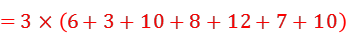 = 3 × (6 + 3 + 10 + 8 + 12 + 7 + 10)